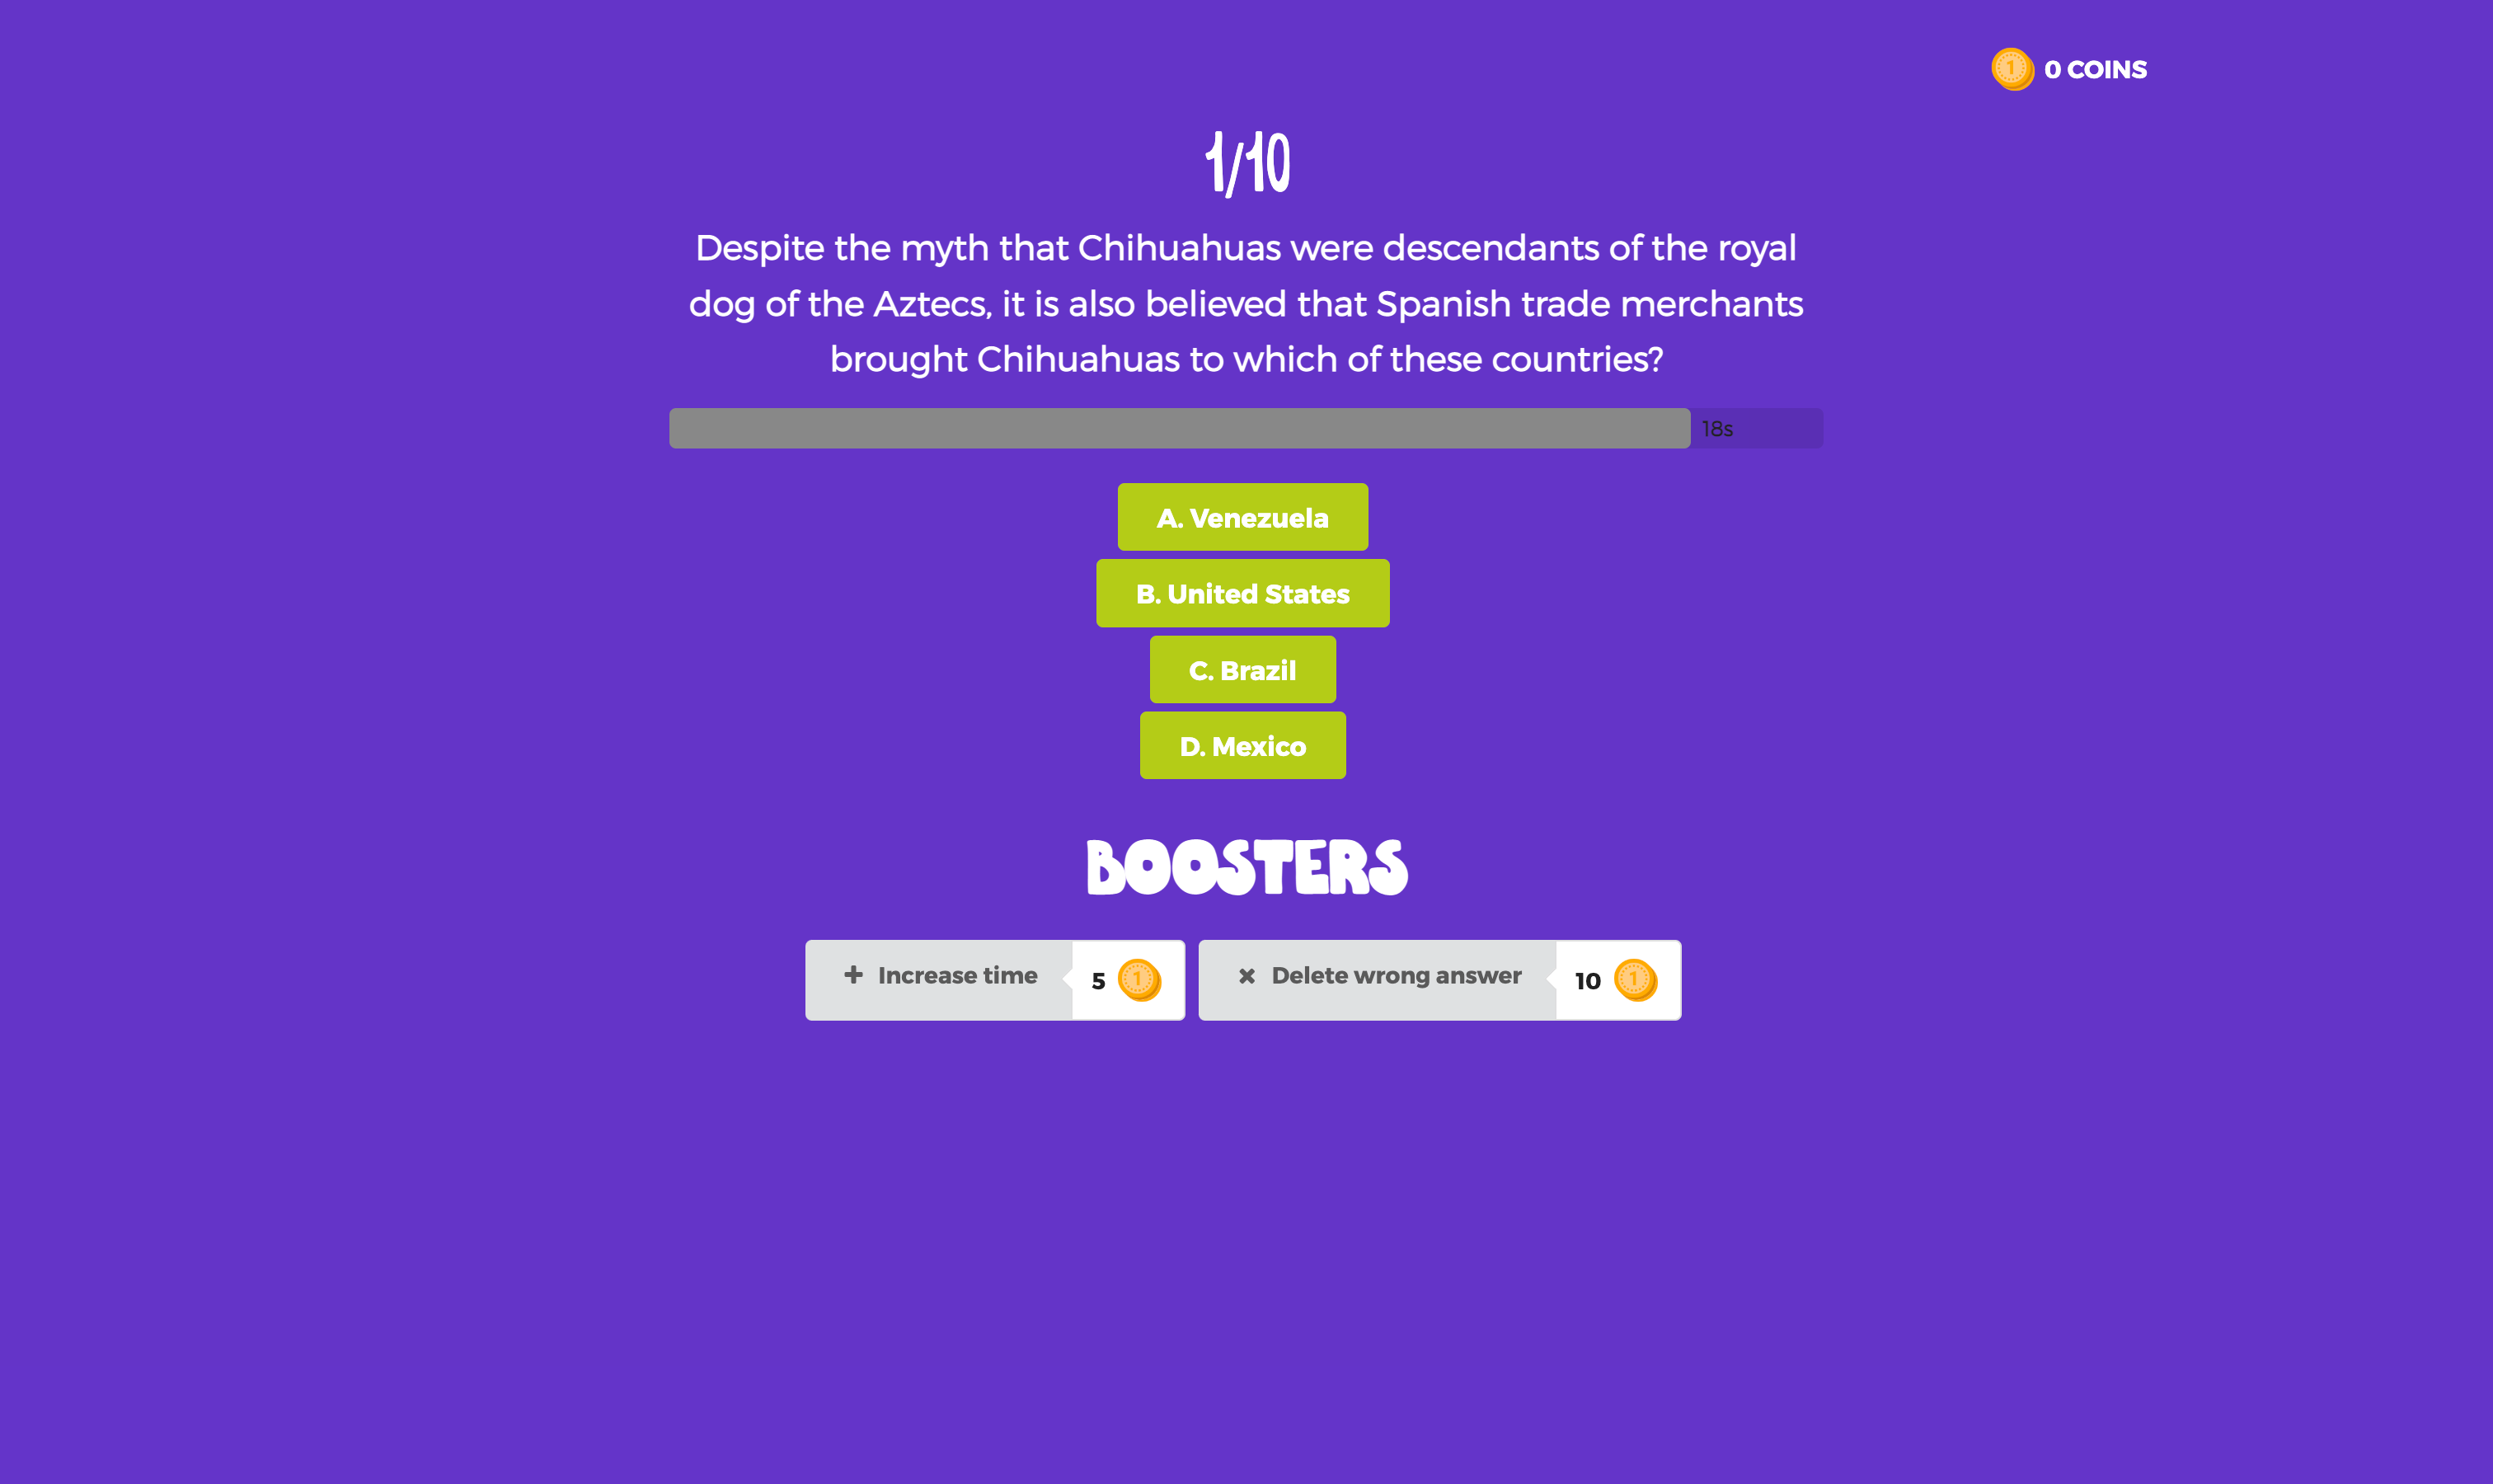 0 COINS
1/10
Despite the myth that Chihuahuas were descendants of the royal
dog of the Aztecs, it is also believed that Spanish trade merchants
brought Chihuahuas to which of these countries?
18s
A. Venezuela
B. United States
C. Brazil
D. Mexico
BOOSTERS
Increase time 5 1
Delete wrong answer 10 1